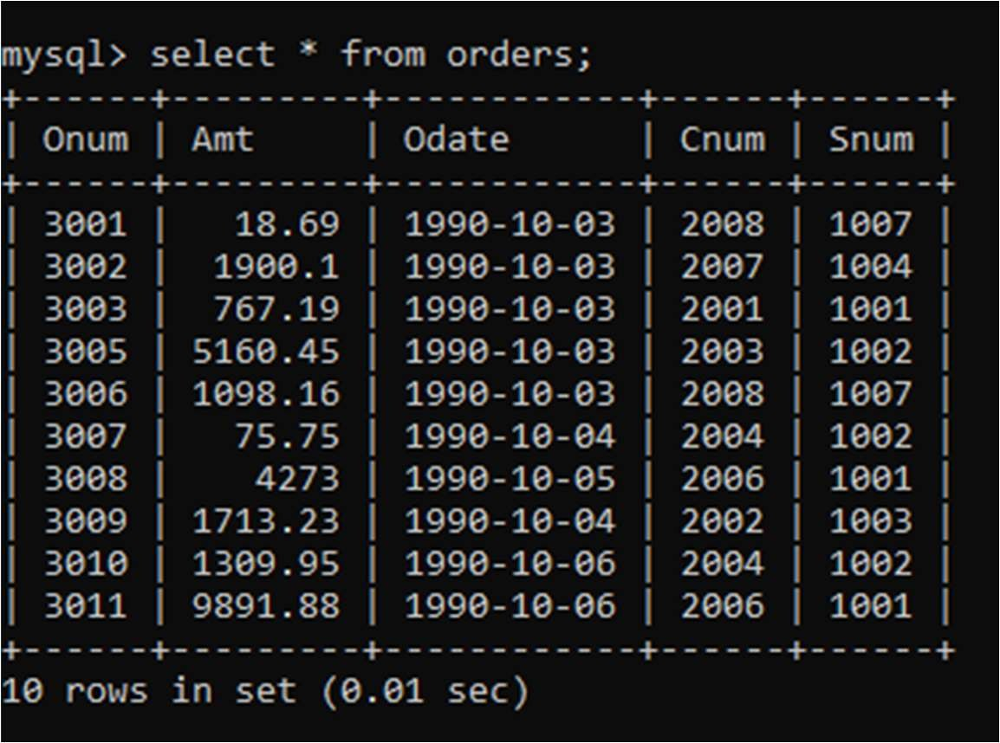 mysql> select * from orders;
+------+---------+------------+------+------+
| Onum | Amt     | Odate      | Cnum | Snum |
+------+---------+------------+------+------+
| 3001 |   18.69 | 1990-10-03 | 2008 | 1007 |
| 3002 |  1900.1 | 1990-10-03 | 2007 | 1004 |
| 3003 |  767.19 | 1990-10-03 | 2001 | 1001 |
| 3005 | 5160.45 | 1990-10-03 | 2003 | 1002 |
| 3006 | 1098.16 | 1990-10-03 | 2008 | 1007 |
| 3007 |   75.75 | 1990-10-04 | 2004 | 1002 |
| 3008 |    4273 | 1990-10-05 | 2006 | 1001 |
| 3009 | 1713.23 | 1990-10-04 | 2002 | 1003 |
| 3010 | 1309.95 | 1990-10-06 | 2004 | 1002 |
| 3011 | 9891.88 | 1990-10-06 | 2006 | 1001 |
+------+---------+------------+------+------+
10 rows in set (0.01 sec)